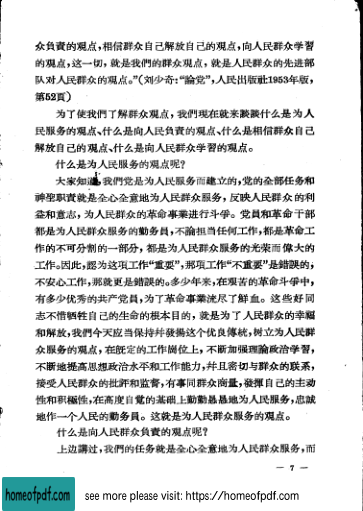 众負責的观点，相信群众自己解放自己的观点，向人民群众学習
的观点，这一切，就是我們的群众观点，就是人民群众的先進部
队对人民群众的观点。”（刘少奇：“論党”，人民出版社1953年版，
第52頁）
为了使我們了解群众观点，我們現在就来談談什么是为人
民服务的观点、什么是向人民負責的观点、什么是相信群众自己
解放自己的观点、什么是向人民群众学習的观点。
什么是为人民服务的观点呢？
大家知道，我們党是为人民服务而建立的，党的全部任务和
神聖职責就是全心全意地为人民群众服务，反映人民群众的利
益和意志，为人民群众的革命事業進行斗爭。党員和革命干部
都是为人民群众服务的勤务員，不論担当任何工作，都是革命工
作的不可分割的一部分，都是为人民群众服务的光荣而偉大的
工作。因此，認为这項工作“重要”，那項工作“不重要”是錯誤的；
不安心工作，那就更是錯誤的。多少年来，在艰苦的革命斗爭中，
有多少优秀的共产党員，为了革命事業流尽了鮮血。这些好同
志不惜牺牲自己的生命的根本目的，就是为了人民群众的幸福
和解放，我們今天应当保持并發揚这个优良傳統，树立为人民群
众服务的观点，在旣定的工作崗位上，不断加强理論政治学習，
不断地提高思想政治水平和工作能力，并且密切与群众的联系，
接受人民群众的批評和监督，有事同群众商量，發揮自己的主动
性和积極性，在高度自覚的基础上勤勤恳恳地为人民服务，忠誠
地作一个人民的勤务員。这就是为人民服务的观点。
什么是向人民群众負責的观点呢？
上边講过，我們的任务就是全心全意地为人民群众服务，而
— 7 —
homeofpdf.com
see more please visit: https://homeofpdf.com